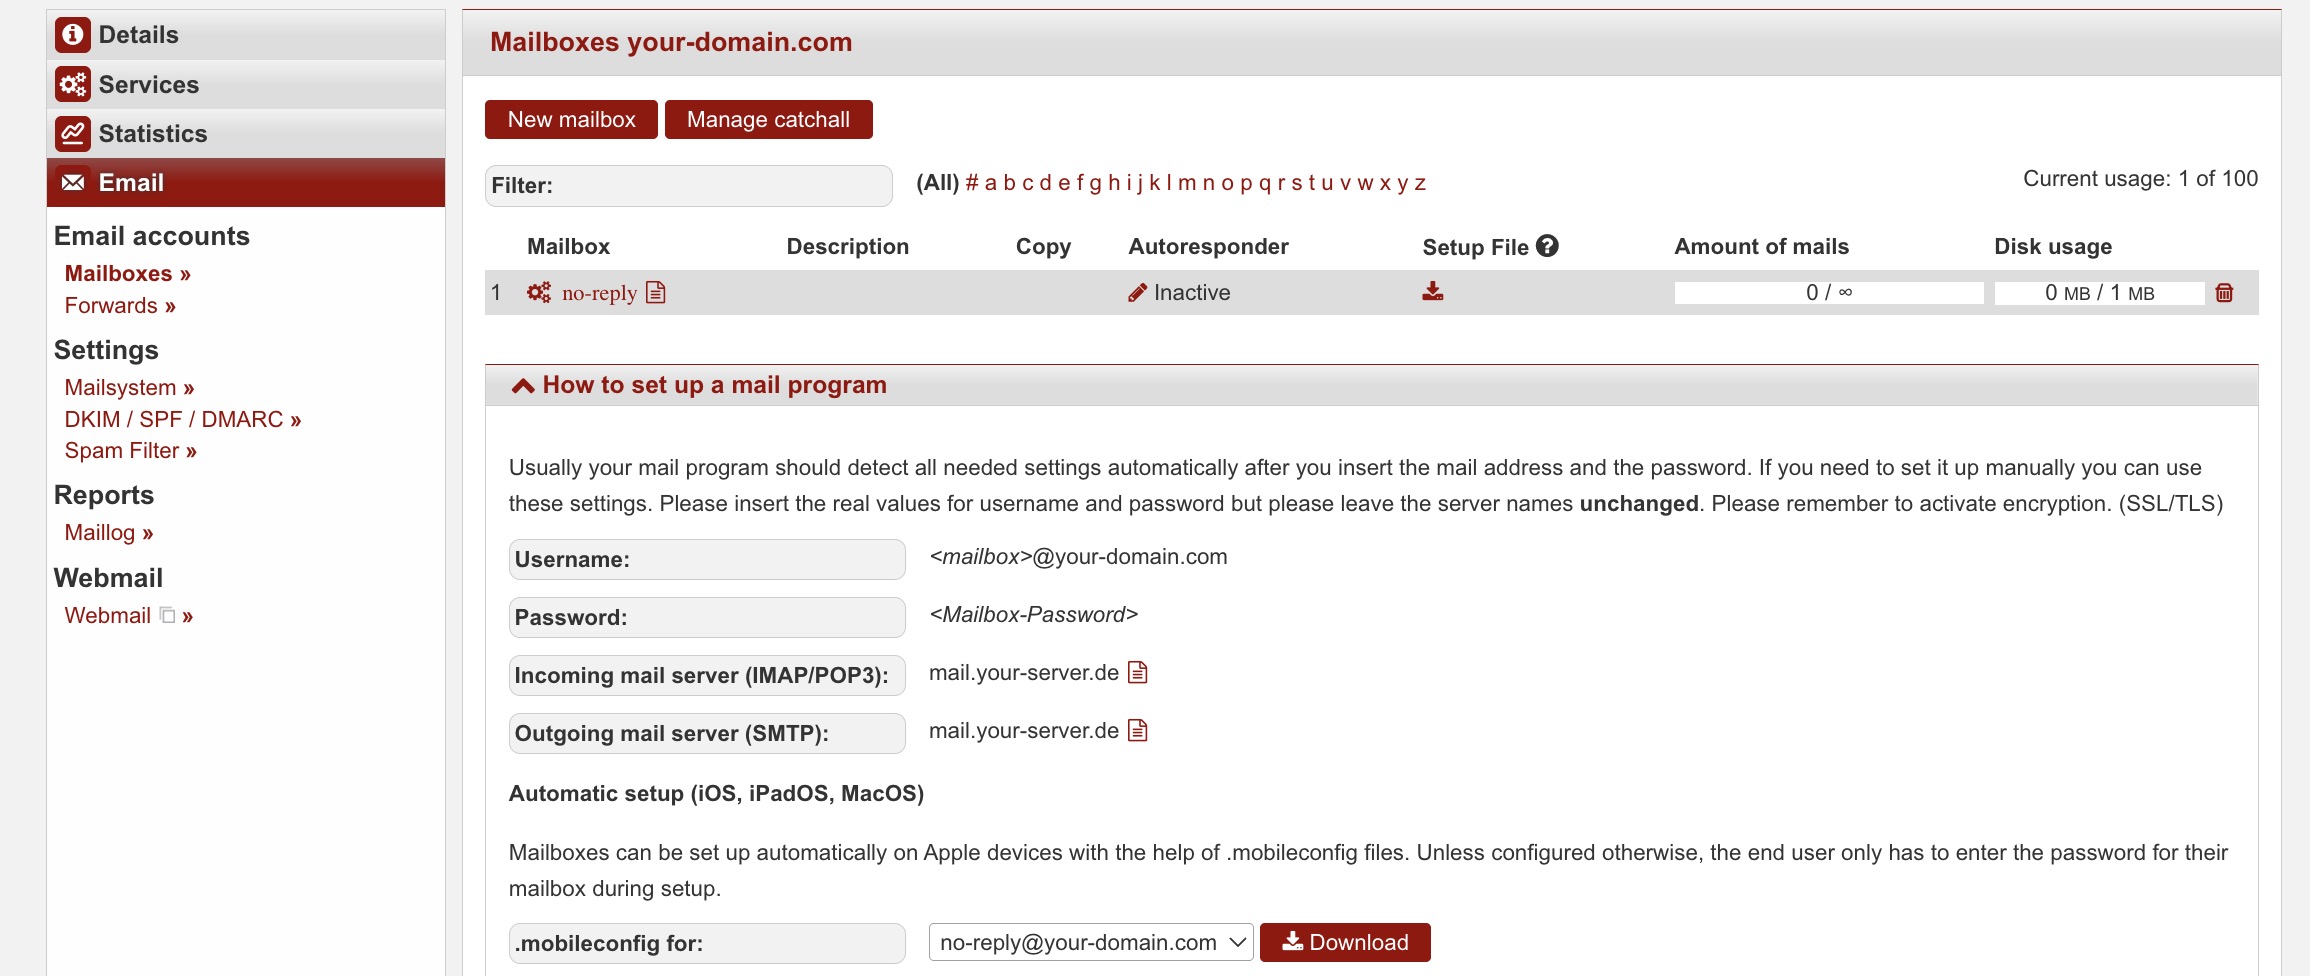 Details
Services
Statistics
Email
Email accounts
Mailboxes »
Forwards »
Settings
Mailsystem »
DKIM / SPF / DMARC »
Spam Filter »
Reports
Maillog »
Webmail
Webmail »
Mailboxes your-domain.com
New mailbox Manage catchall
Filter: (All) # a b c d e f g h i j k l m n o p q r s t u v w x y z Current usage: 1 of 100
Mailbox Description Copy Autoresponder Setup File ? Amount of mails Disk usage
1 no-reply Inactive 0 / ∞ 0 MB / 1 MB
How to set up a mail program
Usually your mail program should detect all needed settings automatically after you insert the mail address and the password. If you need to set it up manually you can use
these settings. Please insert the real values for username and password but please leave the server names unchanged. Please remember to activate encryption. (SSL/TLS)
Username: <mailbox>@your-domain.com
Password: <Mailbox-Password>
Incoming mail server (IMAP/POP3): mail.your-server.de
Outgoing mail server (SMTP): mail.your-server.de
Automatic setup (iOS, iPadOS, MacOS)
Mailboxes can be set up automatically on Apple devices with the help of .mobileconfig files. Unless configured otherwise, the end user only has to enter the password for their
mailbox during setup.
.mobileconfig for: no-reply@your-domain.com Download